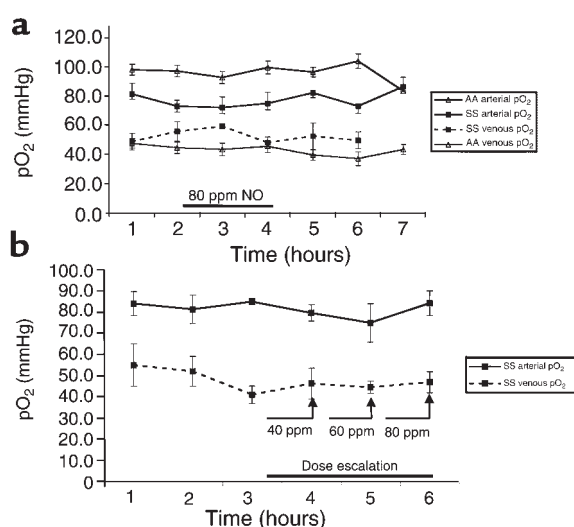 a
120.0
100.0
80.0
60.0
40.0
20.0
0.0
pO2 (mmHg)
80 ppm NO
1 2 3 4 5 6 7
Time (hours)
AA arterial pO2
SS arterial pO2
SS venous pO2
AA venous pO2
b
100.0
90.0
80.0
70.0
60.0
50.0
40.0
30.0
20.0
10.0
0.0
pO2 (mmHg)
40 ppm 60 ppm 80 ppm
Dose escalation
1 2 3 4 5 6
Time (hours)
SS arterial pO2
SS venous pO2